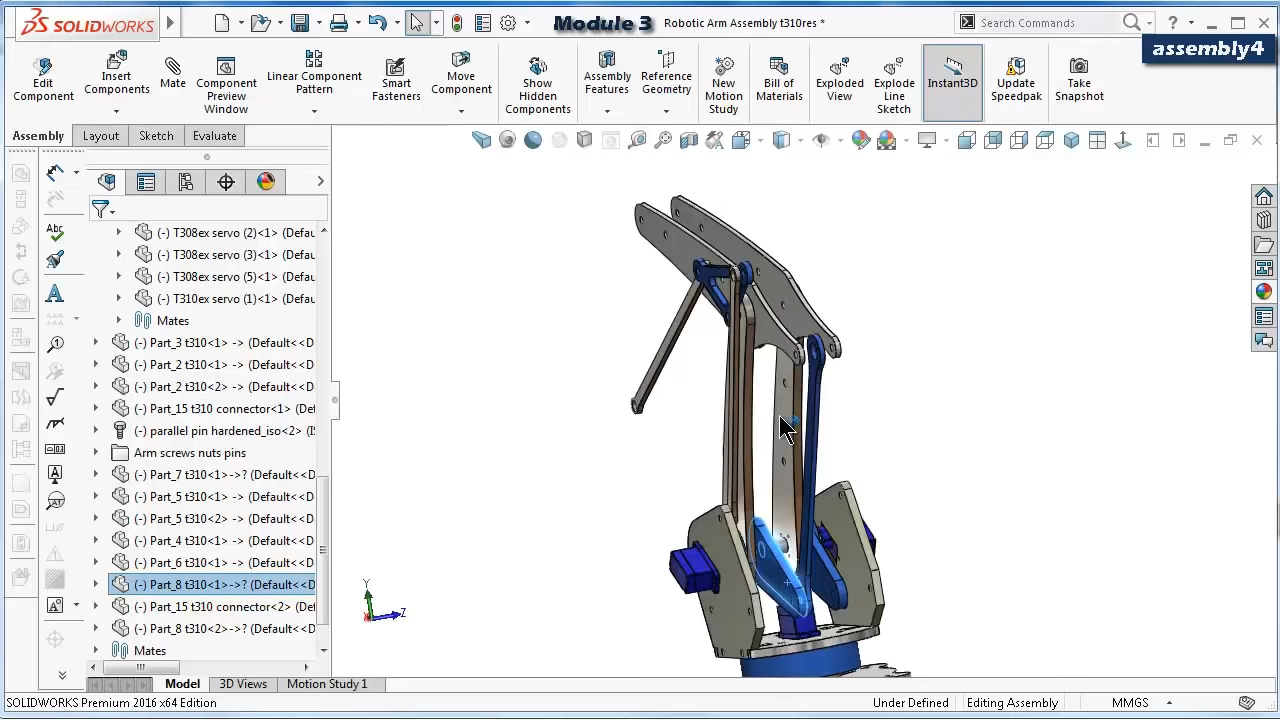 SOLIDWORKS
Module 3
Robotic Arm Assembly t310res *
Search Commands
?
assembly4
Edit Component
Insert Components
Mate
Component Preview Window
Linear Component Pattern
Smart Fasteners
Move Component
Show Hidden Components
Assembly Features
Reference Geometry
New Motion Study
Bill of Materials
Exploded View
Explode Line Sketch
Instant3D
Update Speedpak
Take Snapshot
Assembly
Layout
Sketch
Evaluate
(-) T308ex servo (2)<1> (Defau
(-) T308ex servo (3)<1> (Defau
(-) T308ex servo (5)<1> (Defau
(-) T310ex servo (1)<1> (Defau
Mates
(-) Part_3 t310<1> -> (Default<<D
(-) Part_2 t310<1> -> (Default<<D
(-) Part_2 t310<2> -> (Default<<D
(-) Part_15 t310 connector<1> (Def
(-) parallel pin hardened_iso<2> (I
Arm screws nuts pins
(-) Part_7 t310<1>->? (Default<<D
(-) Part_5 t310<1> -> (Default<<D
(-) Part_5 t310<2> -> (Default<<D
(-) Part_4 t310<1> -> (Default<<D
(-) Part_6 t310<1> -> (Default<<D
(-) Part_8 t310<1>->? (Default<<D
(-) Part_15 t310 connector<2> (Def
(-) Part_8 t310<2>->? (Default<<D
Mates
Y
Z
Model
3D Views
Motion Study 1
SOLIDWORKS Premium 2016 x64 Edition
Under Defined
Editing Assembly
MMGS